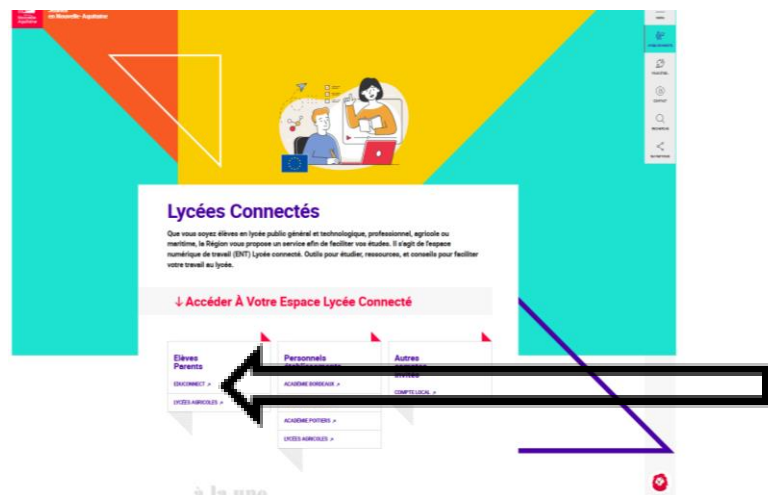 en Nouvelle-Aquitaine
Lycées Connectés
Que vous soyez élèves en lycée public général et technologique, professionnel, agricole ou
maritime, la Région vous propose un service afin de faciliter vos études. Il s'agit de l'espace
numérique de travail (ENT) Lycée connecté. Outils pour étudier, ressources, et conseils pour faciliter
votre travail au lycée.
↓ Accéder À Votre Espace Lycée Connecté
Elèves
Parents
EDUCONNECT ↗
LYCÉES AGRICOLES ↗
Personnels
ACADÉMIE BORDEAUX ↗
ACADÉMIE POITIERS ↗
LYCÉES AGRICOLES ↗
Autres
COMPTE LOCAL ↗
à la une